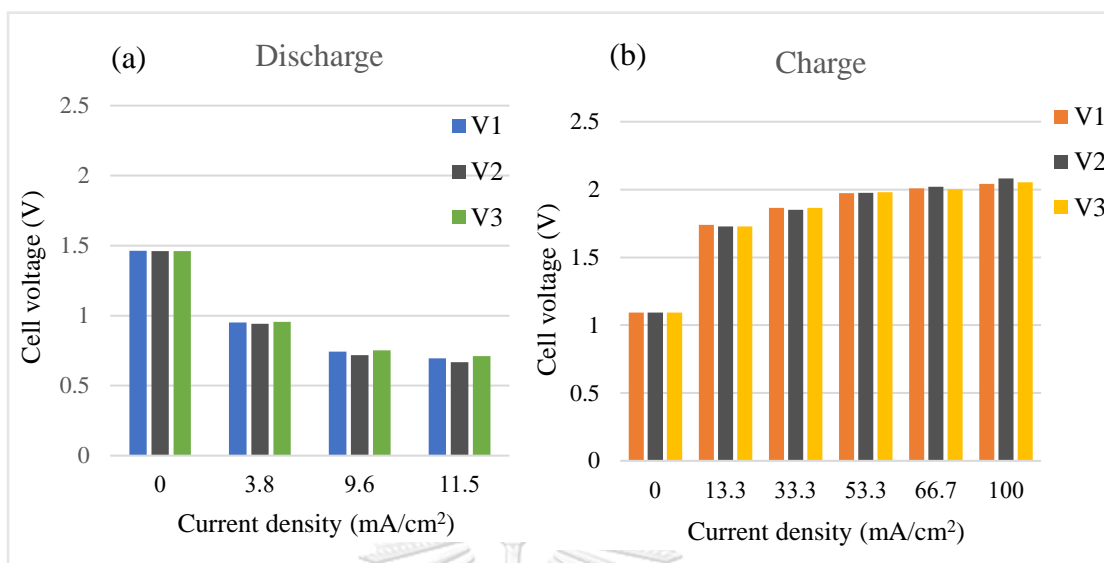 (a)
Discharge
2.5
2
1.5
1
0.5
0
Cell voltage (V)
V1
V2
V3
0 3.8 9.6 11.5
Current density (mA/cm²)
(b)
Charge
2.5
2
1.5
1
0.5
0
Cell voltage (V)
V1
V2
V3
0 13.3 33.3 53.3 66.7 100
Current density (mA/cm²)